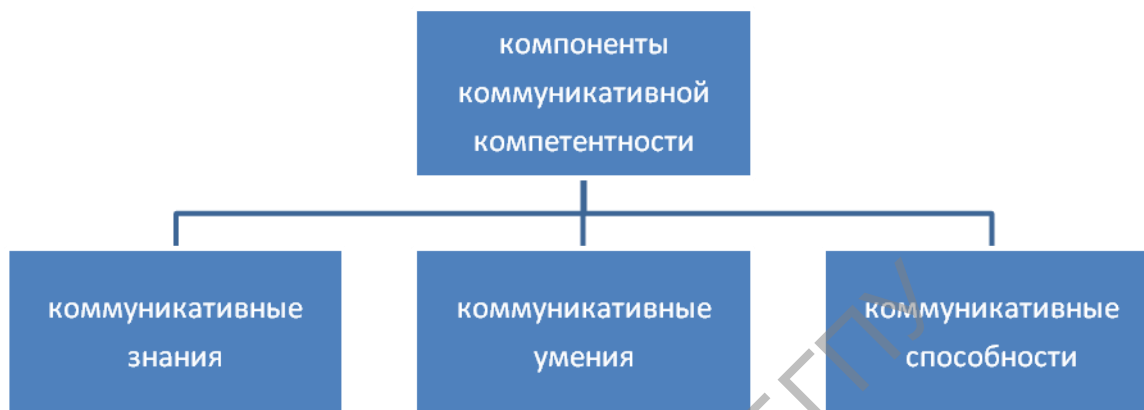 компоненты
коммуникативной
компетентности
коммуникативные
знания
коммуникативные
умения
коммуникативные
способности